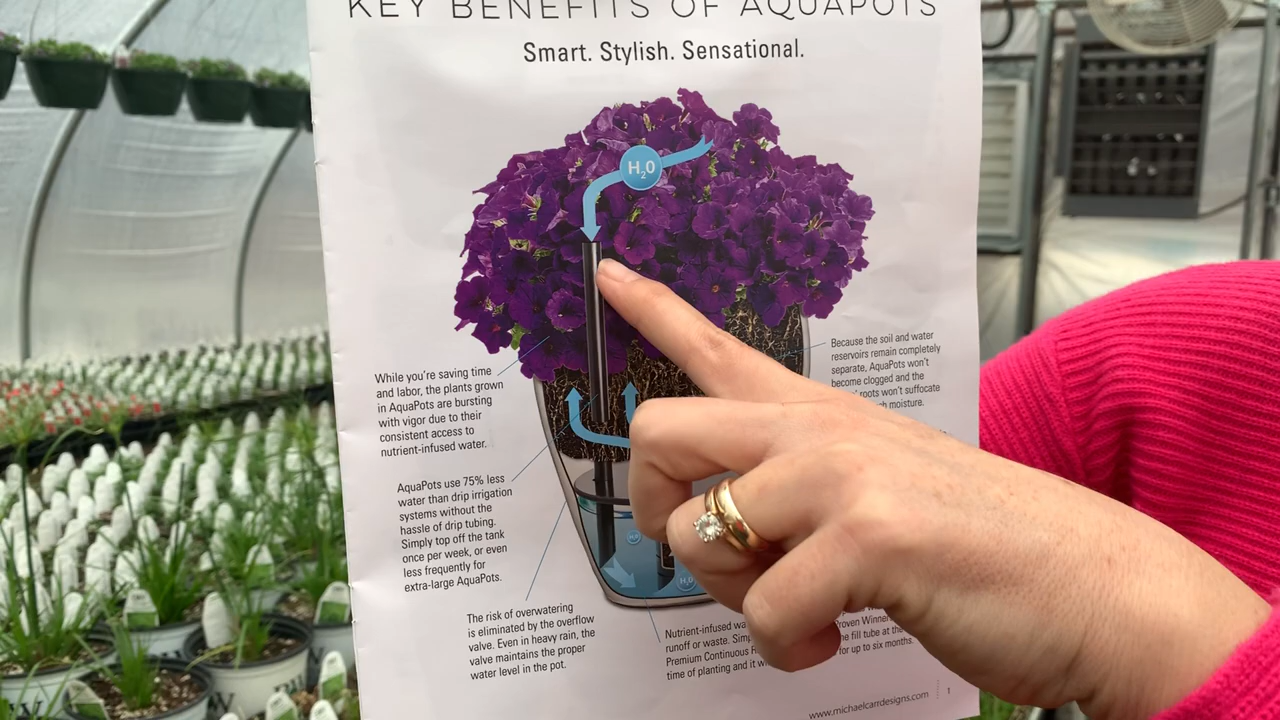 KEY BENEFITS OF AQUAPOTS
Smart. Stylish. Sensational.
H₂O
While you're saving time
and labor, the plants grown
in AquaPots are bursting
with vigor due to their
consistent access to
nutrient-infused water.
Because the soil and water
reservoirs remain completely
separate, AquaPots won't
become clogged and the
roots won't suffocate
moisture.
AquaPots use 75% less
water than drip irrigation
systems without the
hassle of drip tubing.
Simply top off the tank
once per week, or even
less frequently for
extra-large AquaPots.
H₂O
H₂O
The risk of overwatering
is eliminated by the overflow
valve. Even in heavy rain, the
valve maintains the proper
water level in the pot.
Nutrient-infused
runoff or waste. Proven Winner
Premium Continuous he fill tube at the
time of planting and it for up to six months.
www.michaelcarrdesigns.com
1